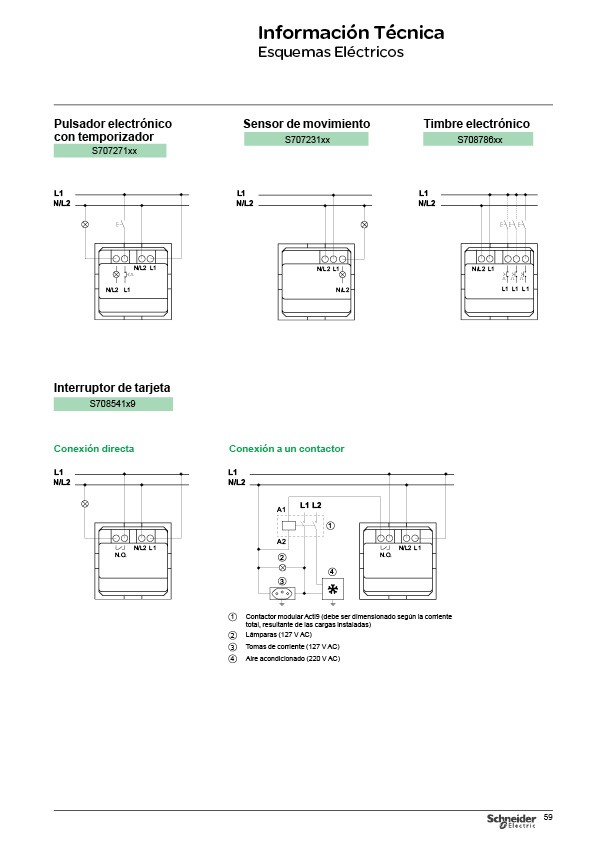 Información Técnica
Esquemas Eléctricos
Pulsador electrónico
con temporizador
S707271xx
Sensor de movimiento
S707231xx
Timbre electrónico
S708786xx
L1
N/L2
N/L2 L1
N/L2 L1
L1
N/L2
N/L2 L1
N/L2
L1
N/L2
N/L2 L1
L1 L1 L1
Interruptor de tarjeta
S708541x9
Conexión directa
L1
N/L2
N/L2 L1
N.O.
Conexión a un contactor
L1
N/L2
A1
L1 L2
1
A2
2
3
4
N/L2 L1
N.O.
1 Contactor modular Acti9 (debe ser dimensionado según la corriente
total, resultante de las cargas instaladas)
2 Lámparas (127 V AC)
3 Tomas de corriente (127 V AC)
4 Aire acondicionado (220 V AC)
Schneider
Electric
59